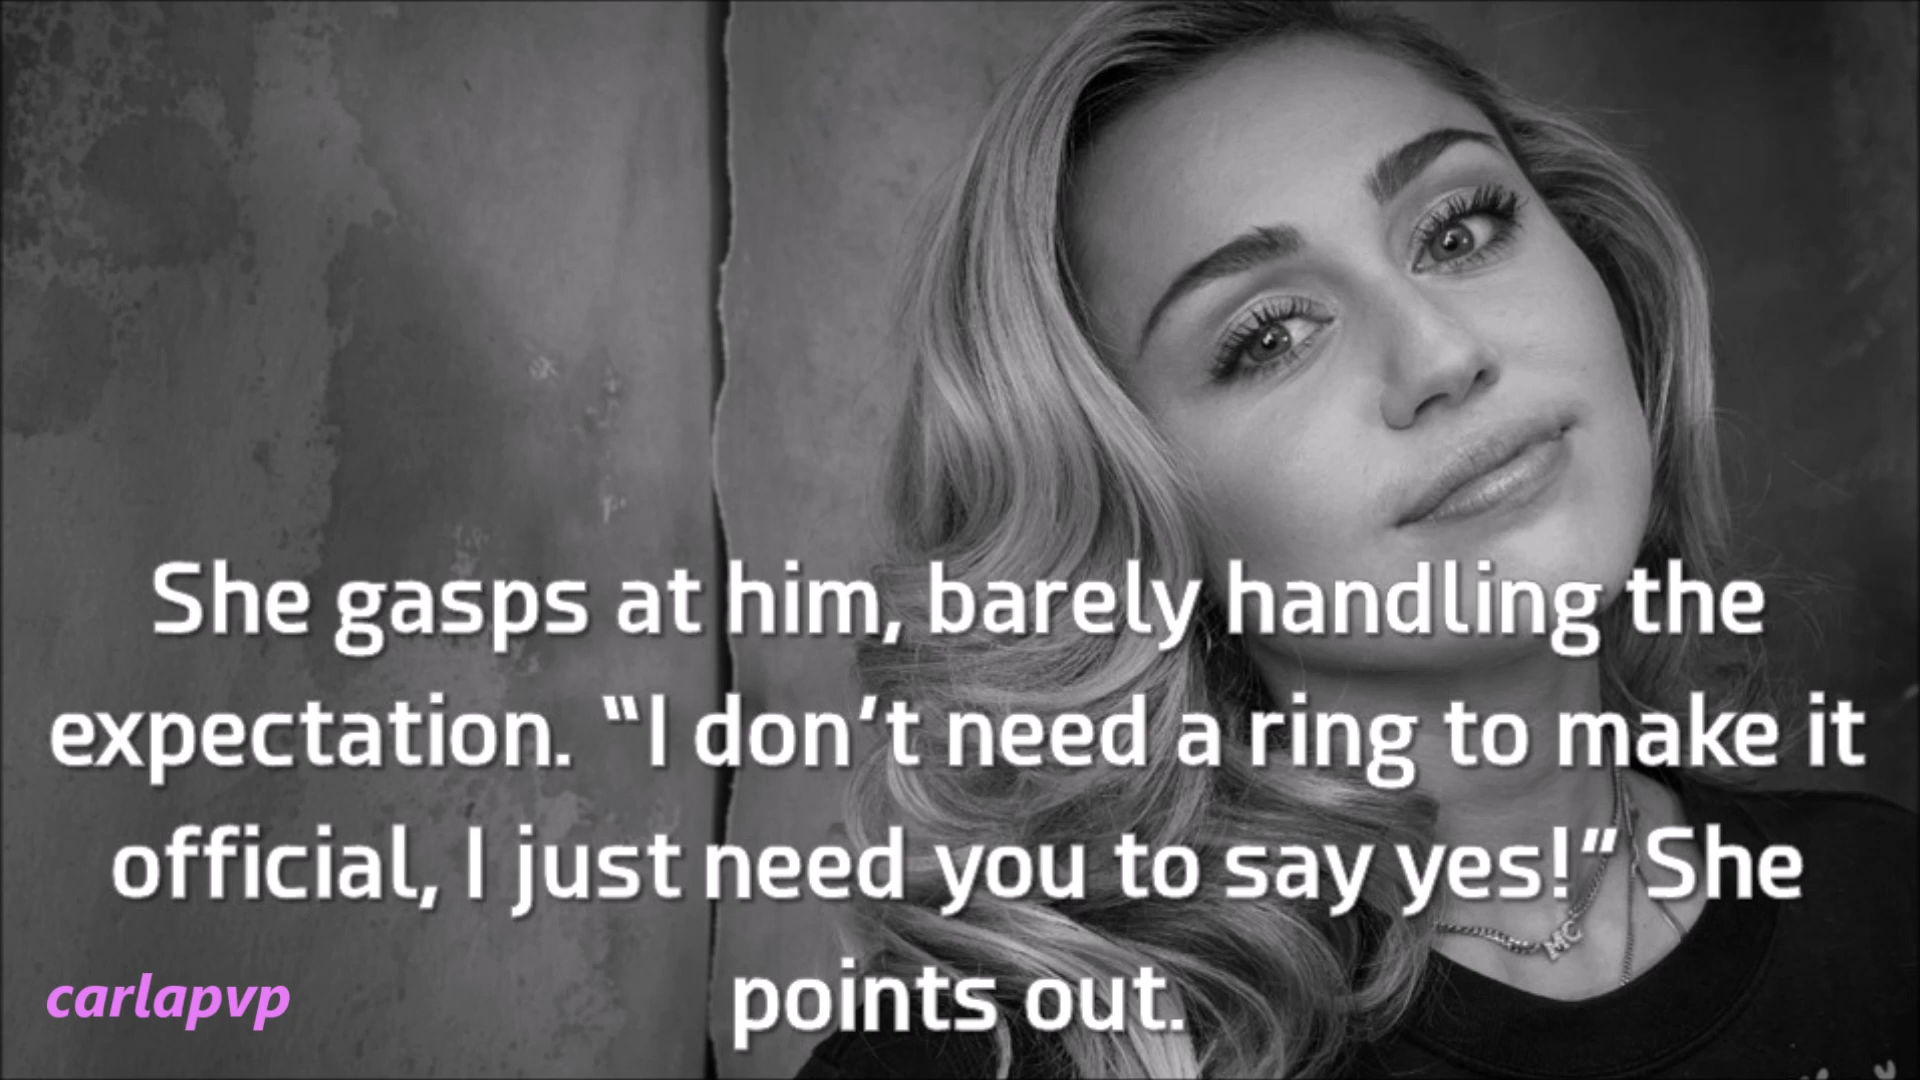 She gasps at him, barely handling the
expectation. “I don’t need a ring to make it
official, I just need you to say yes!” She
points out.
carlapvp
MC